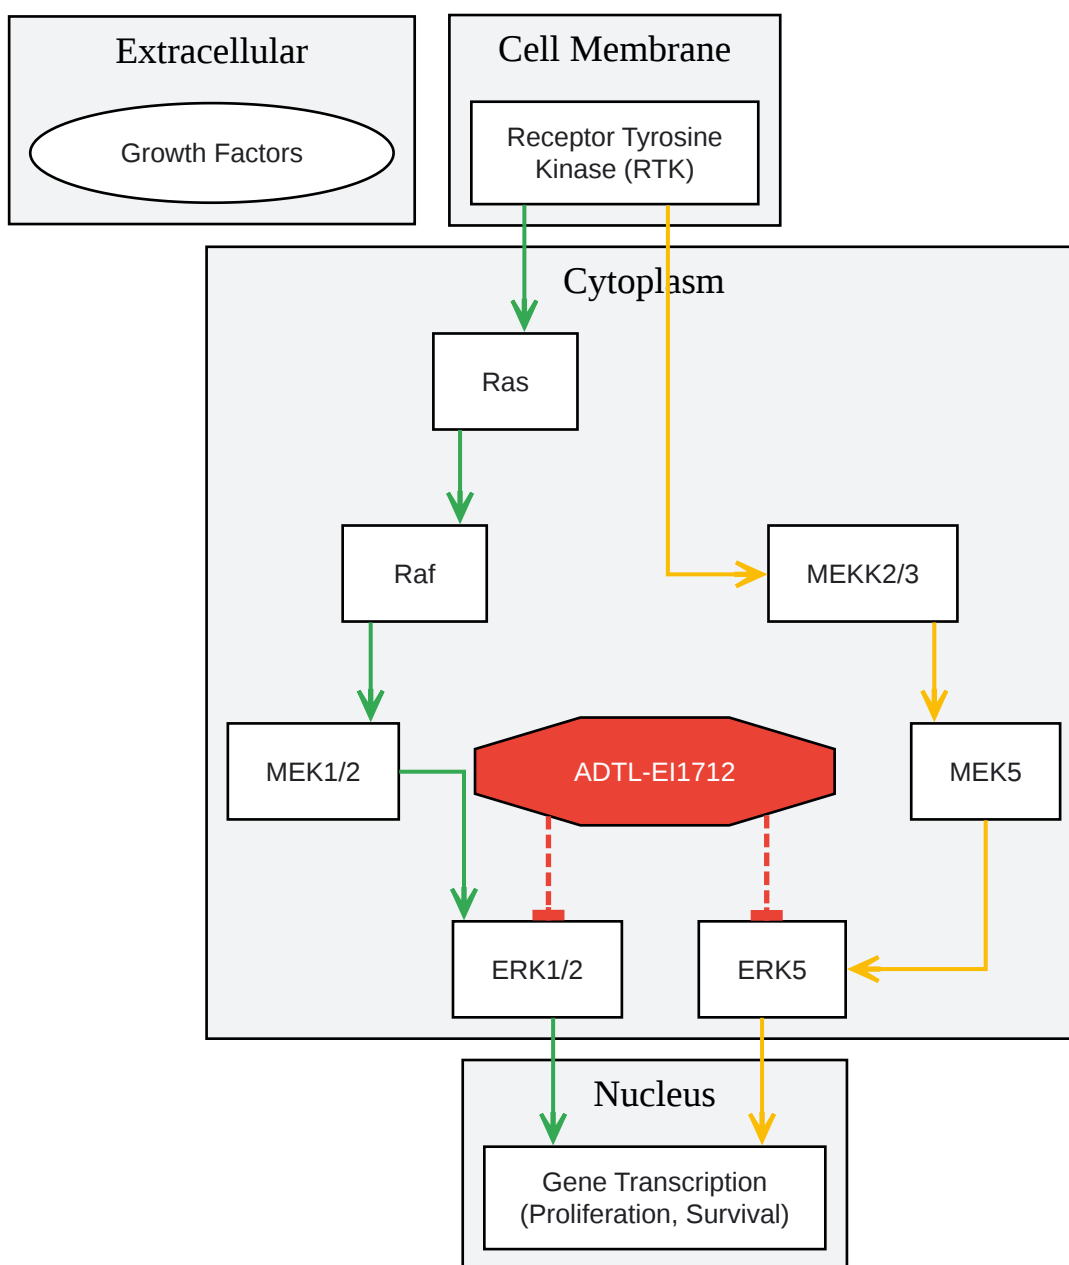 Extracellular
Cell Membrane
Growth Factors
Receptor Tyrosine
Kinase (RTK)
Cytoplasm
Ras
Raf
MEKK2/3
MEK1/2
ADTL-EI1712
MEK5
ERK1/2
ERK5
Nucleus
Gene Transcription
(Proliferation, Survival)